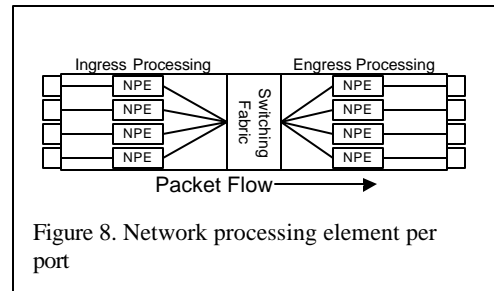 Ingress Processing Engress Processing
NPE NPE
NPE NPE
NPE NPE
NPE NPE
Switching
Fabric
Packet Flow
Figure 8. Network processing element per
port